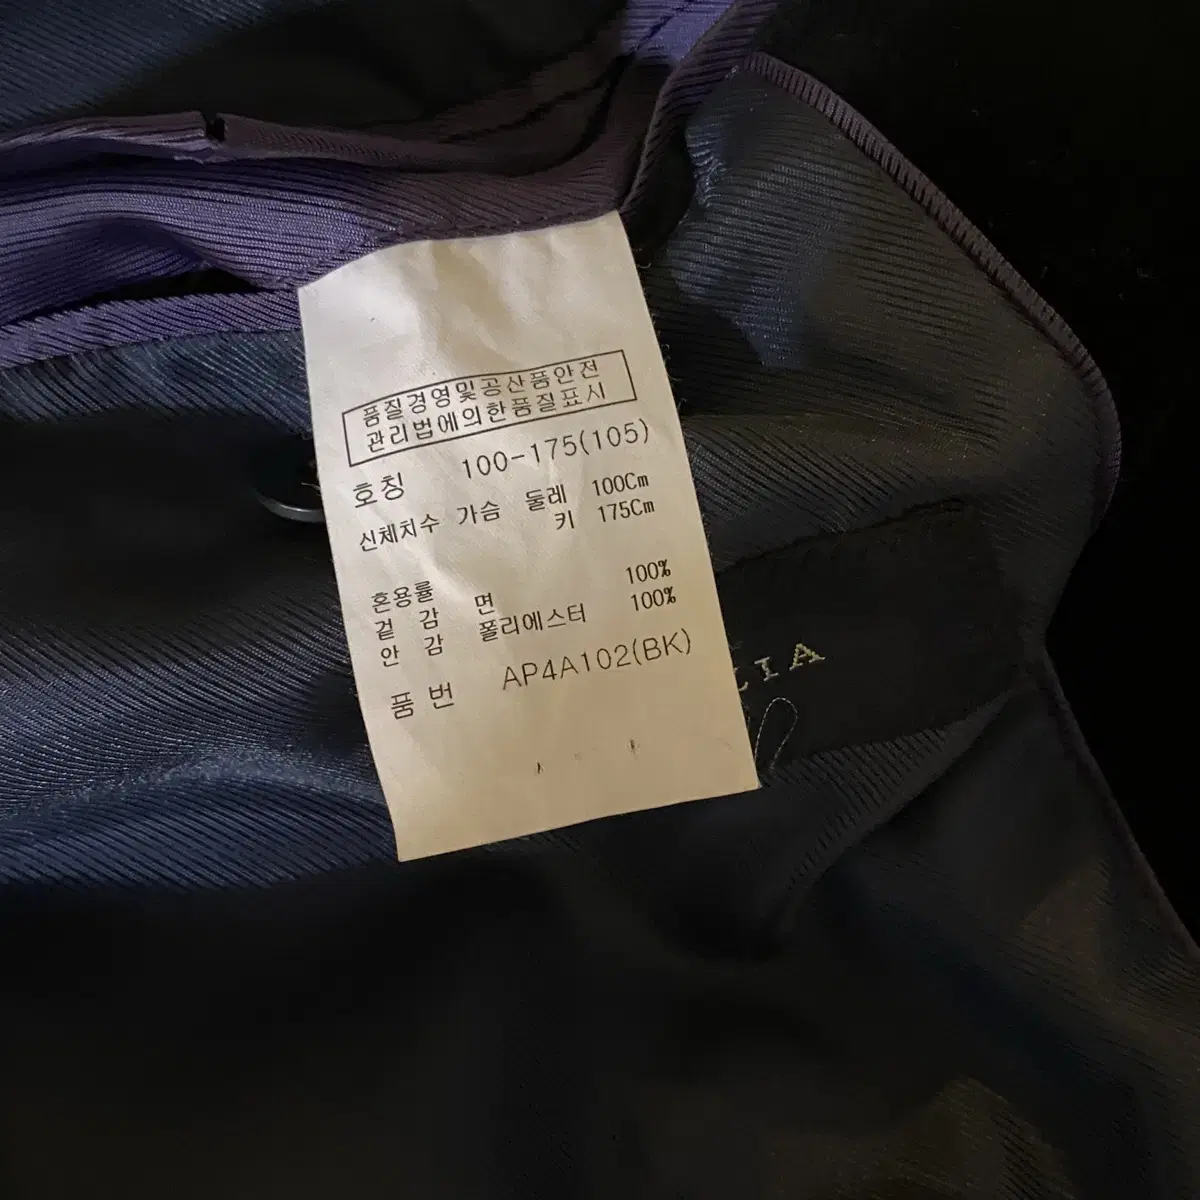 품질경영및공산품안전
관리법에의한품질표시
호칭 100-175(105)
신체치수 가슴 둘레 100Cm
키 175Cm
혼용률
겉 감 면 100%
안 감 폴리에스터 100%
품 번 AP4A102(BK)
IA